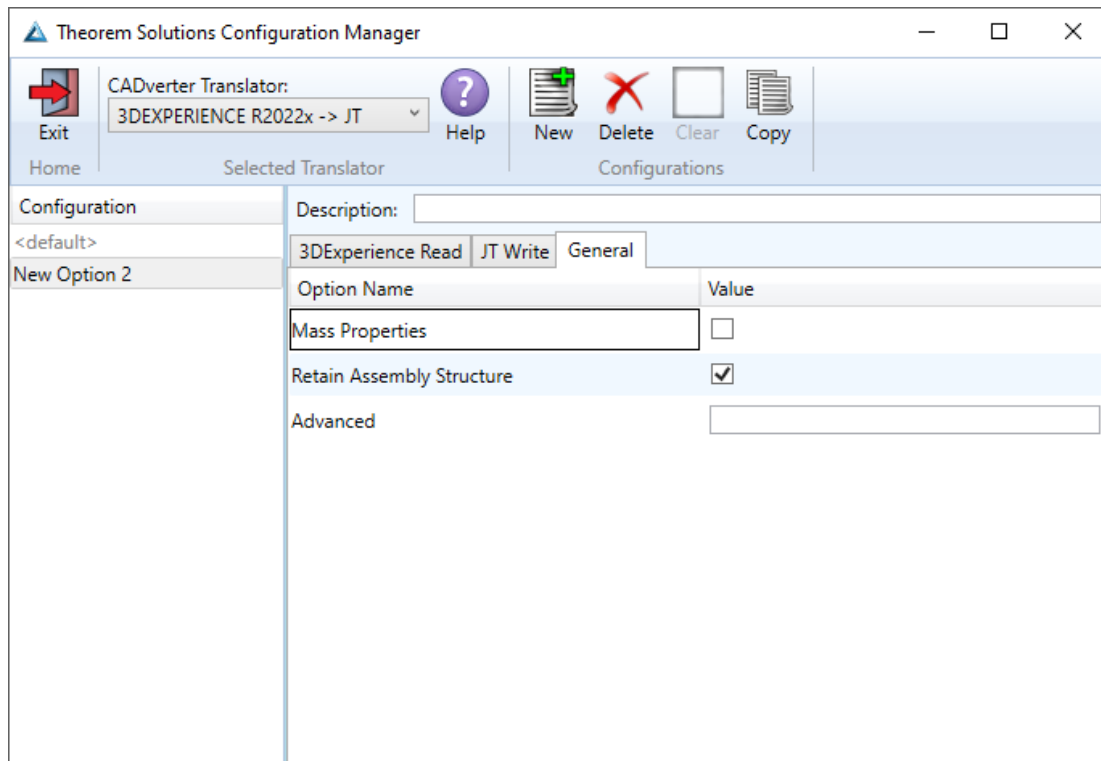 Theorem Solutions Configuration Manager
CADverter Translator:
3DEXPERIENCE R2022x -> JT
Exit
Help
New
Delete
Clear
Copy
Home
Selected Translator
Configurations
Configuration
<default>
New Option 2
Description:
3DExperience Read
JT Write
General
Option Name
Value
Mass Properties
Retain Assembly Structure
Advanced